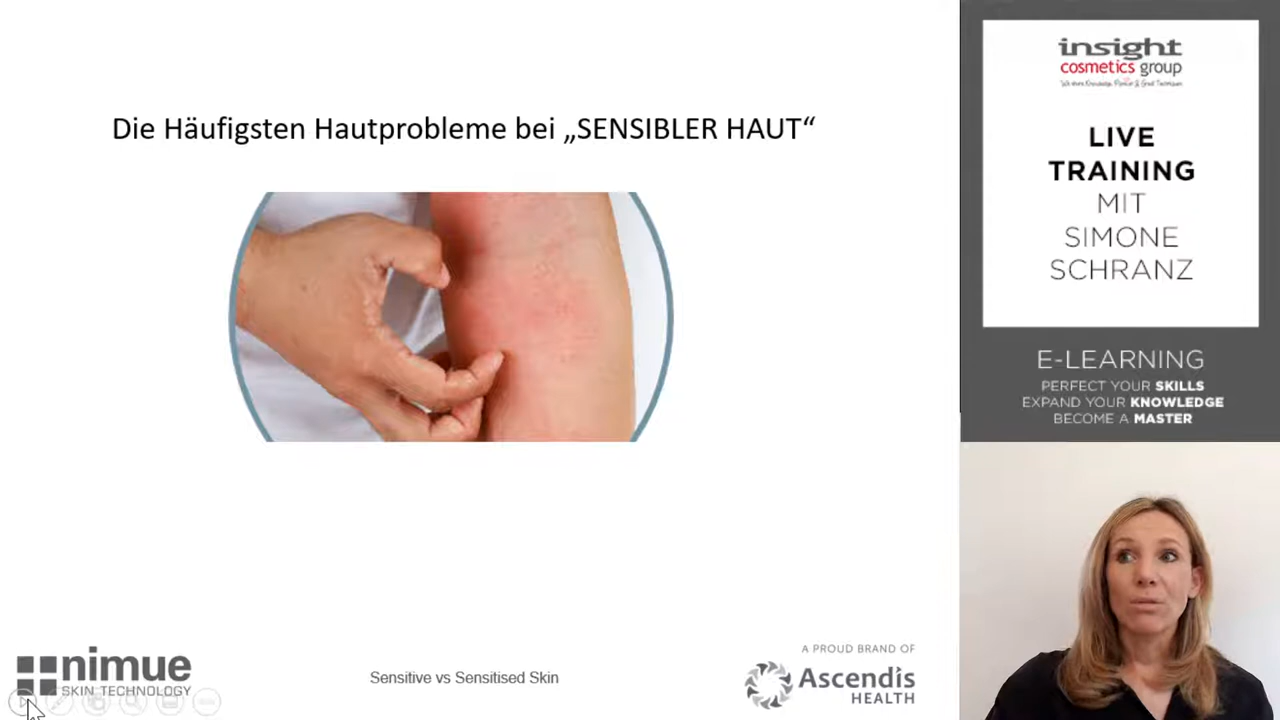 Die Häufigsten Hautprobleme bei „SENSIBLER HAUT“
nimue
SKIN TECHNOLOGY
Sensitive vs Sensitised Skin
A PROUD BRAND OF
Ascendis
HEALTH
insight
cosmetics group
LIVE
TRAINING
MIT
SIMONE
SCHRANZ
E-LEARNING
PERFECT YOUR SKILLS
EXPAND YOUR KNOWLEDGE
BECOME A MASTER